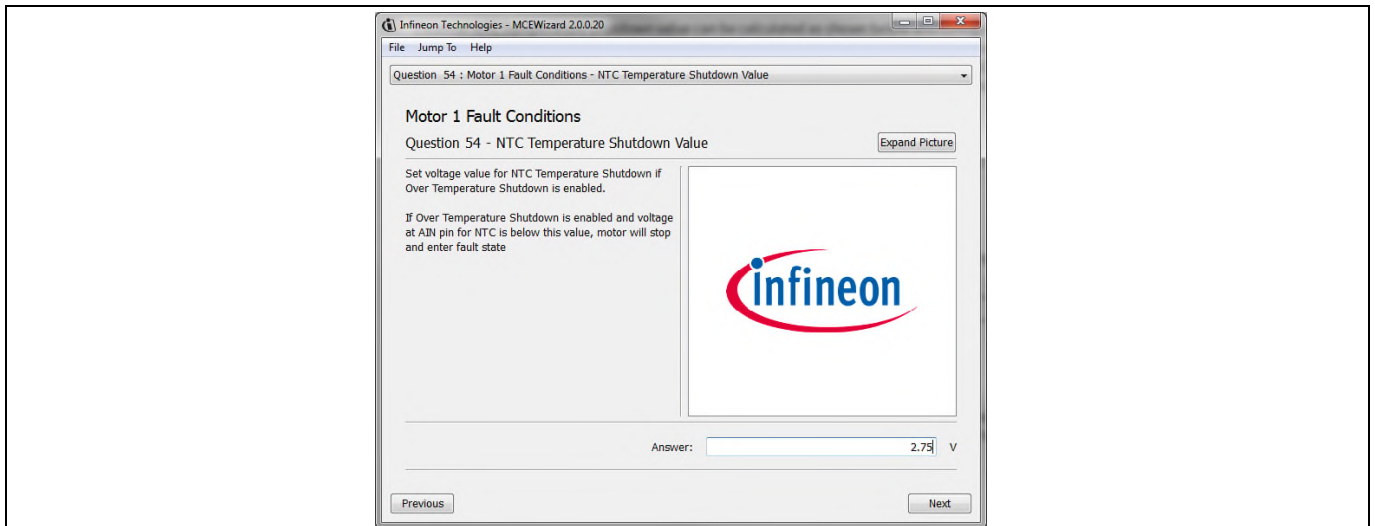 Infineon Technologies - MCEWizard 2.0.0.20
File Jump To Help
Question 54 : Motor 1 Fault Conditions - NTC Temperature Shutdown Value
Motor 1 Fault Conditions
Question 54 - NTC Temperature Shutdown Value
Expand Picture
Set voltage value for NTC Temperature Shutdown if
Over Temperature Shutdown is enabled.
If Over Temperature Shutdown is enabled and voltage
at AIN pin for NTC is below this value, motor will stop
and enter fault state
infineon
Answer: 2.75 V
Previous Next